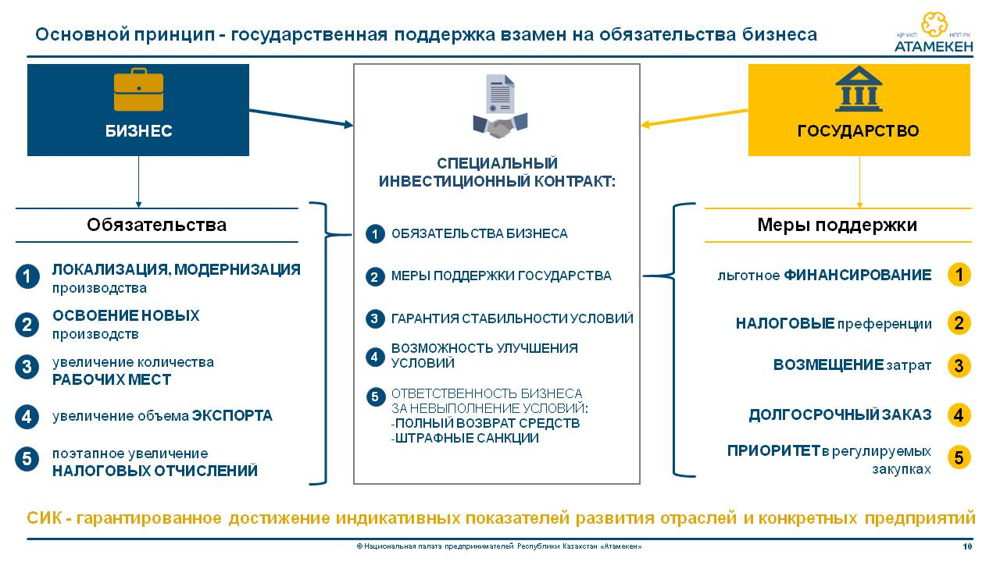 Основной принцип - государственная поддержка взамен на обязательства бизнеса
ҚР ҰКП НПП РК
АТАМЕКЕН
БИЗНЕС
Обязательства
1
ЛОКАЛИЗАЦИЯ, МОДЕРНИЗАЦИЯ
производства
2
ОСВОЕНИЕ НОВЫХ
производств
3
увеличение количества
РАБОЧИХ МЕСТ
4
увеличение объема ЭКСПОРТА
5
поэтапное увеличение
НАЛОГОВЫХ ОТЧИСЛЕНИЙ
СПЕЦИАЛЬНЫЙ
ИНВЕСТИЦИОННЫЙ КОНТРАКТ:
1 ОБЯЗАТЕЛЬСТВА БИЗНЕСА
2 МЕРЫ ПОДДЕРЖКИ ГОСУДАРСТВА
3 ГАРАНТИЯ СТАБИЛЬНОСТИ УСЛОВИЙ
4 ВОЗМОЖНОСТЬ УЛУЧШЕНИЯ
УСЛОВИЙ
5 ОТВЕТСТВЕННОСТЬ БИЗНЕСА
ЗА НЕВЫПОЛНЕНИЕ УСЛОВИЙ:
-ПОЛНЫЙ ВОЗВРАТ СРЕДСТВ
-ШТРАФНЫЕ САНКЦИИ
ГОСУДАРСТВО
Меры поддержки
льготное ФИНАНСИРОВАНИЕ 1
НАЛОГОВЫЕ преференции 2
ВОЗМЕЩЕНИЕ затрат 3
ДОЛГОСРОЧНЫЙ ЗАКАЗ 4
ПРИОРИТЕТ в регулируемых 5
закупках
СИК - гарантированное достижение индикативных показателей развития отраслей и конкретных предприятий
© Национальная палата предпринимателей Республики Казахстан «Атамекен»
10